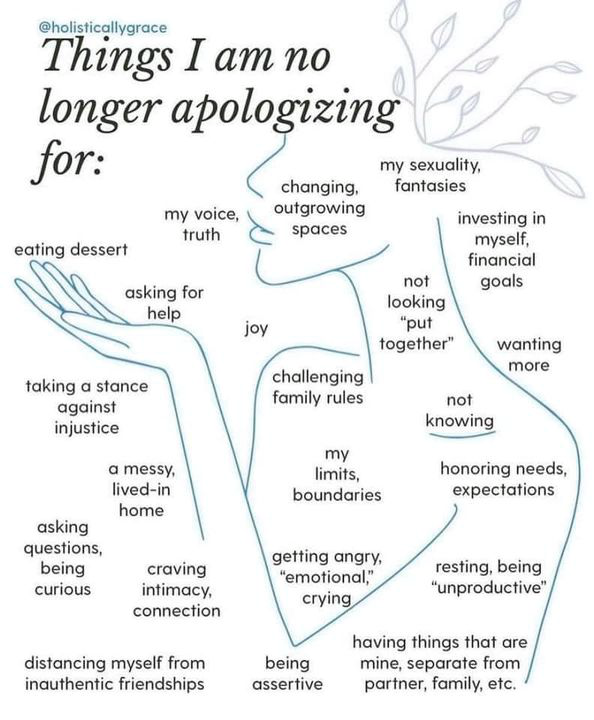 @holisticallygrace
Things I am no
longer apologizing
for:
my sexuality,
fantasies
changing,
outgrowing
spaces
my voice,
truth
investing in
myself,
financial
goals
eating dessert
asking for
help
not
looking
“put
together”
joy
wanting
more
taking a stance
against
injustice
challenging
family rules
not
knowing
my
limits,
boundaries
honoring needs,
expectations
a messy,
lived-in
home
asking
questions,
being
curious
craving
intimacy,
connection
getting angry,
“emotional,”
crying
resting, being
“unproductive”
distancing myself from
inauthentic friendships
being
assertive
having things that are
mine, separate from
partner, family, etc.